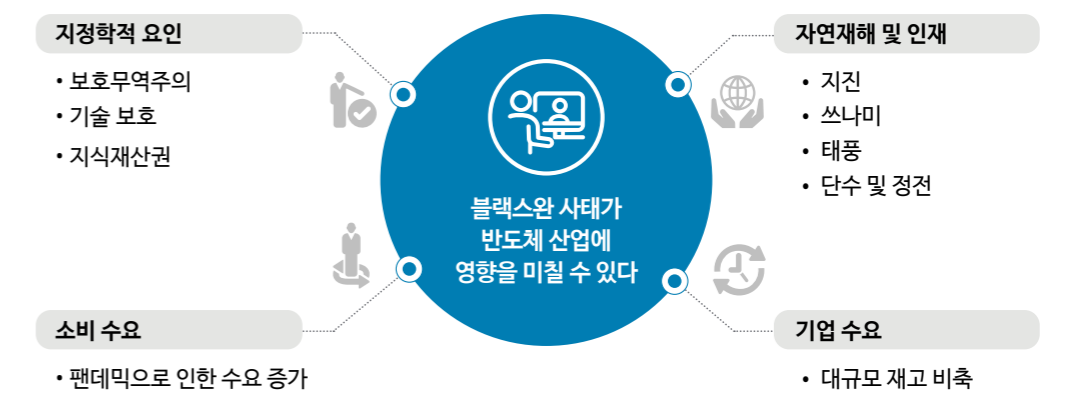 지정학적 요인
• 보호무역주의
• 기술 보호
• 지식재산권
자연재해 및 인재
• 지진
• 쓰나미
• 태풍
• 단수 및 정전
블랙스완 사태가
반도체 산업에
영향을 미칠 수 있다
소비 수요
• 팬데믹으로 인한 수요 증가
기업 수요
• 대규모 재고 비축